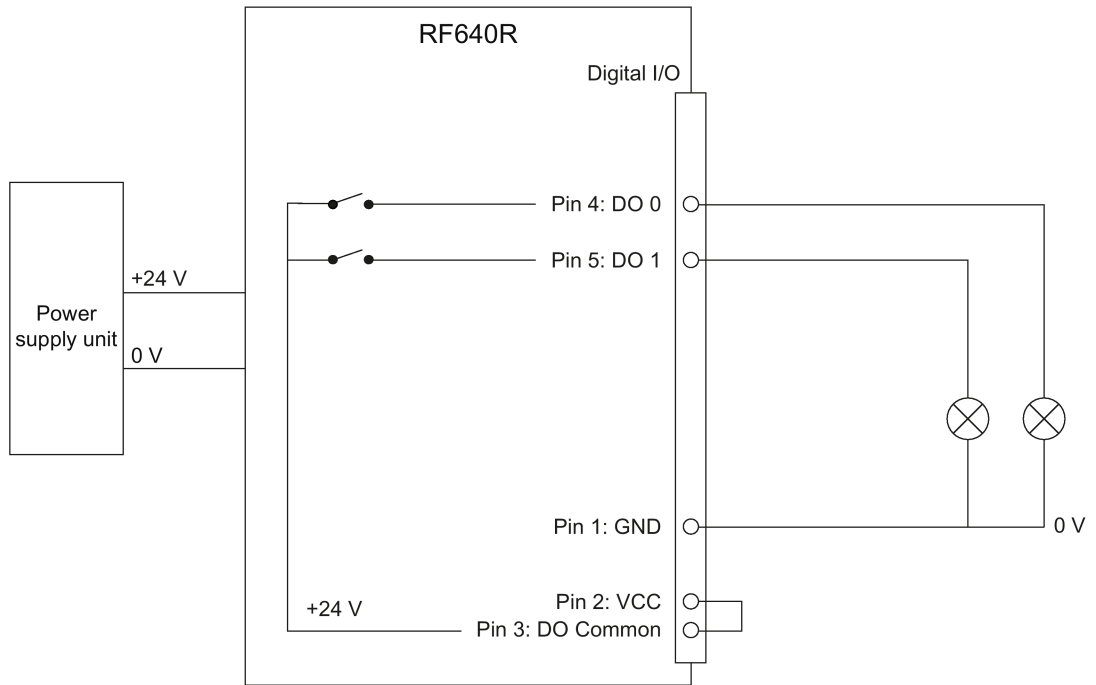 RF640R
Digital I/O
Pin 4: DO 0
Pin 5: DO 1
+24 V
Power
supply unit
0 V
Pin 1: GND
0 V
Pin 2: VCC
+24 V
Pin 3: DO Common